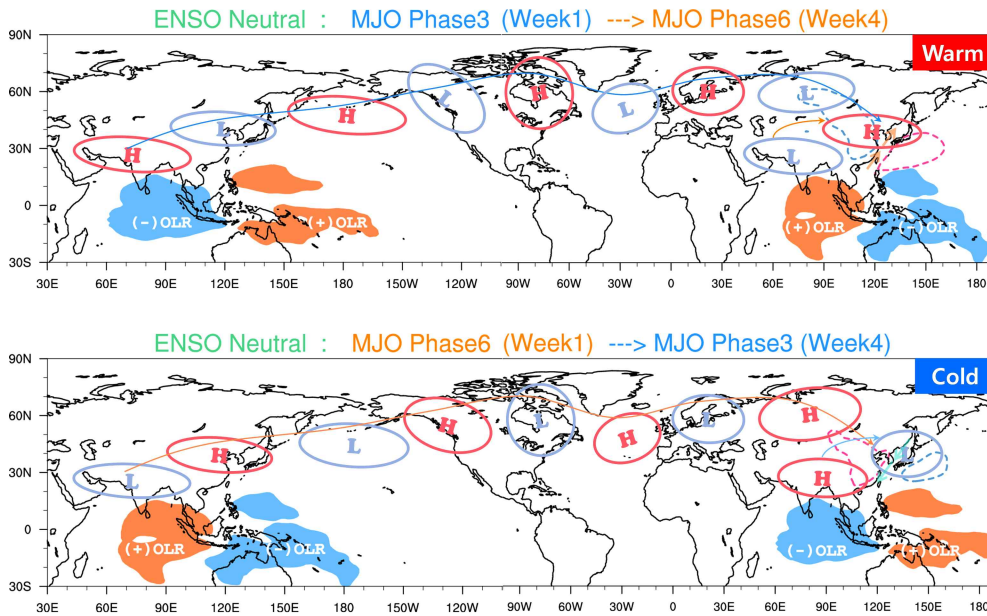 ENSO Neutral : MJO Phase3 (Week1) ---> MJO Phase6 (Week4)
Warm
90N
60N
30N
0
30S
H
L
H
L
H
L
H
L
H
L
(-)OLR
(+)OLR
(+)OLR
(-)OLR
30E 60E 90E 120E 150E 180 150W 120W 90W 60W 30W 0 30E 60E 90E 120E 150E 180
ENSO Neutral : MJO Phase6 (Week1) ---> MJO Phase3 (Week4)
Cold
90N
60N
30N
0
30S
L
H
L
H
L
H
L
H
L
H
(+)OLR
(-)OLR
(-)OLR
(+)OLR
30E 60E 90E 120E 150E 180 150W 120W 90W 60W 30W 0 30E 60E 90E 120E 150E 180